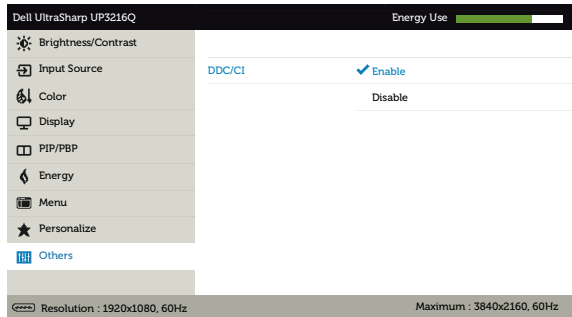 Dell UltraSharp UP3216Q Energy Use
Brightness/Contrast
Input Source DDC/CI Enable
Color Disable
Display
PIP/PBP
Energy
Menu
Personalize
Others
Resolution : 1920x1080, 60Hz Maximum : 3840x2160, 60Hz